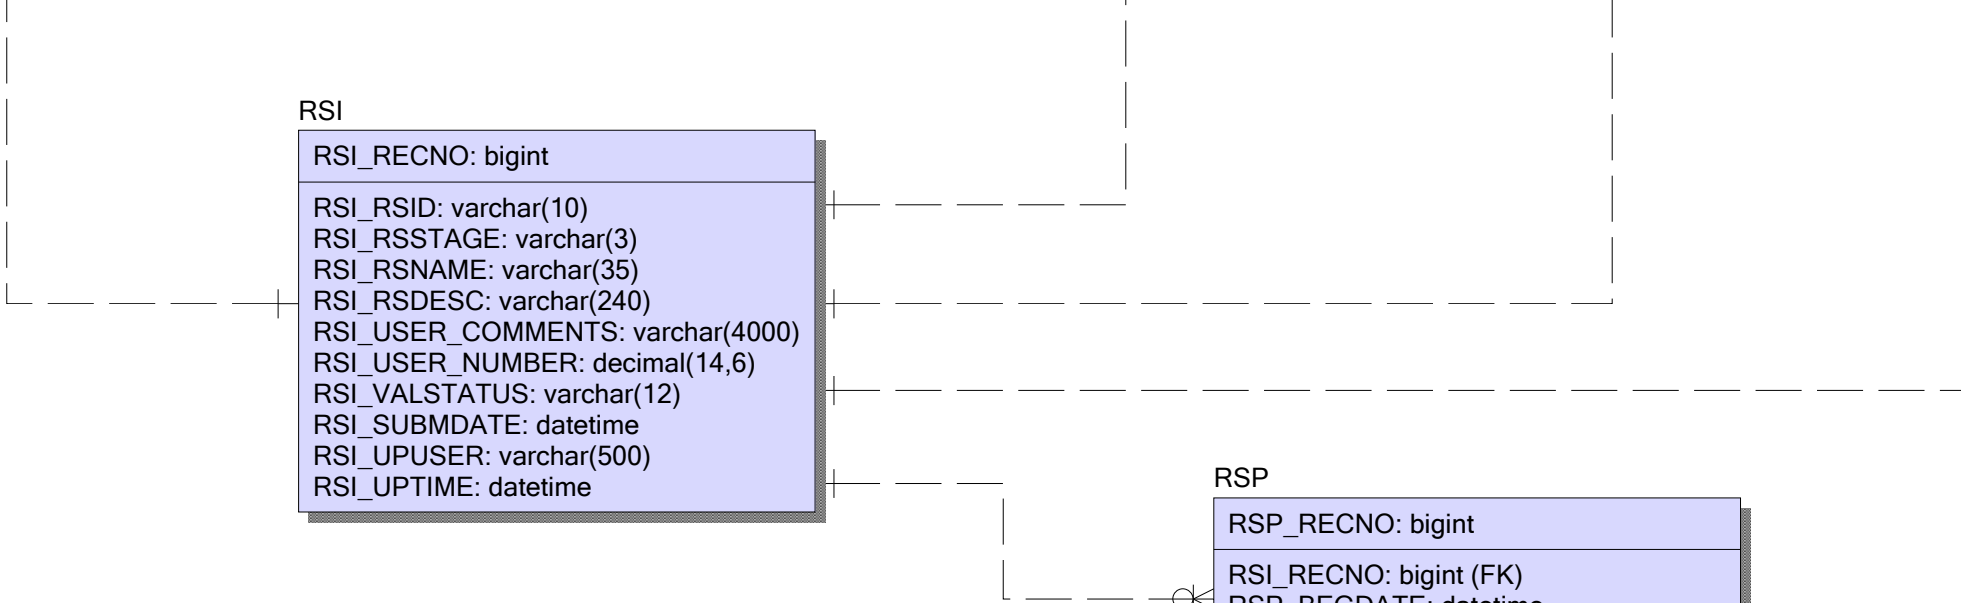 RSI
RSI_RECNO: bigint
RSI_RSID: varchar(10)
RSI_RSSTAGE: varchar(3)
RSI_RSNAME: varchar(35)
RSI_RSDESC: varchar(240)
RSI_USER_COMMENTS: varchar(4000)
RSI_USER_NUMBER: decimal(14,6)
RSI_VALSTATUS: varchar(12)
RSI_SUBMDATE: datetime
RSI_UPUSER: varchar(500)
RSI_UPTIME: datetime
RSP
RSP_RECNO: bigint
RSI_RECNO: bigint (FK)
RSP_BEGDATE: datetime